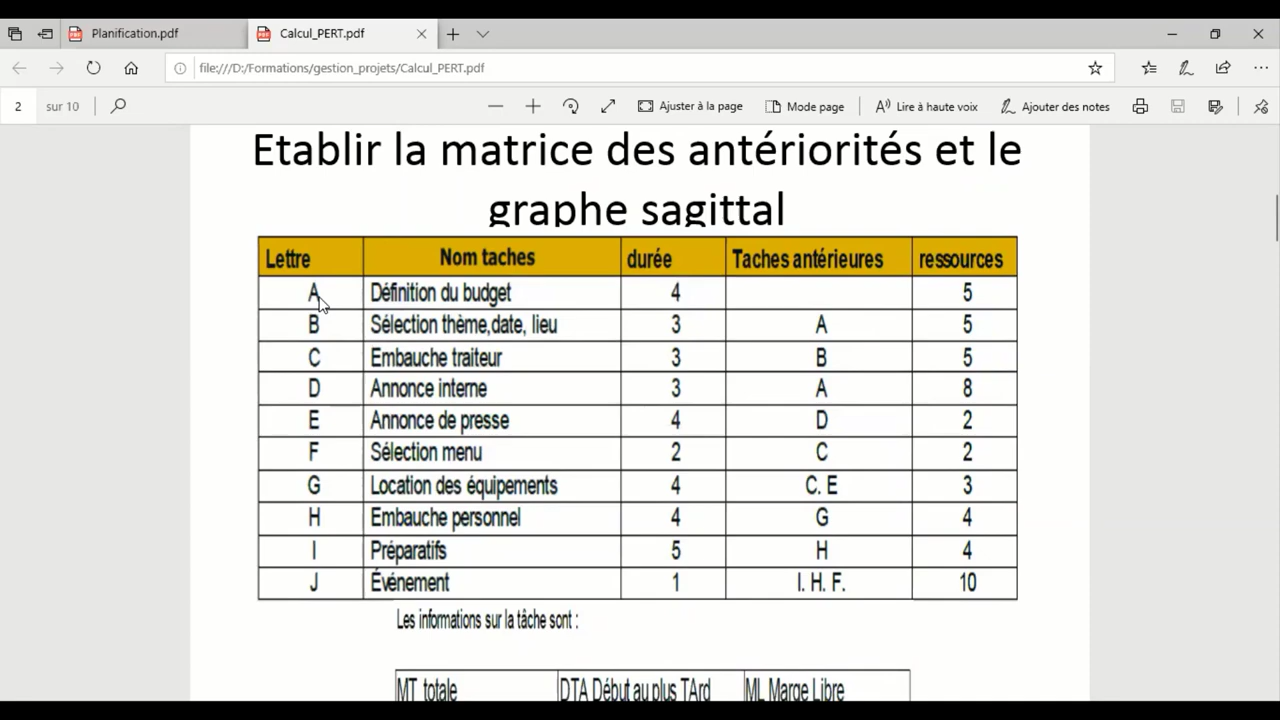 Planification.pdf
Calcul_PERT.pdf
file:///D:/Formations/gestion_projets/Calcul_PERT.pdf
2 sur 10 Ajuster à la page Mode page Lire à haute voix Ajouter des notes
Etablir la matrice des antériorités et le
graphe sagittal
Lettre Nom taches durée Taches antérieures ressources
A Définition du budget 4 5
B Sélection thème,date, lieu 3 A 5
C Embauche traiteur 3 B 5
D Annonce interne 3 A 8
E Annonce de presse 4 D 2
F Sélection menu 2 C 2
G Location des équipements 4 C. E 3
H Embauche personnel 4 G 4
I Préparatifs 5 H 4
J Événement 1 I. H. F. 10
Les informations sur la tâche sont :
MT totale DTA Début au plus TArd ML Marge Libre